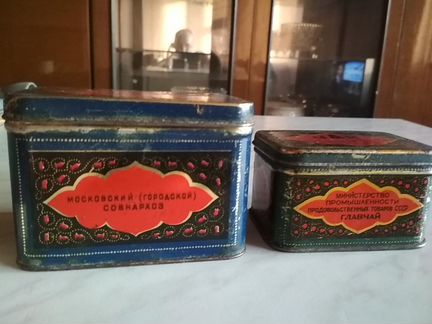 МОСКОВСКИЙ (ГОРОДСКОЙ)
СОВНАРХОЗ
МИНИСТЕРСТВО
ПРОМЫШЛЕННОСТИ
ПРОДОВОЛЬСТВЕННЫХ ТОВАРОВ СССР
ГЛАВЧАЙ